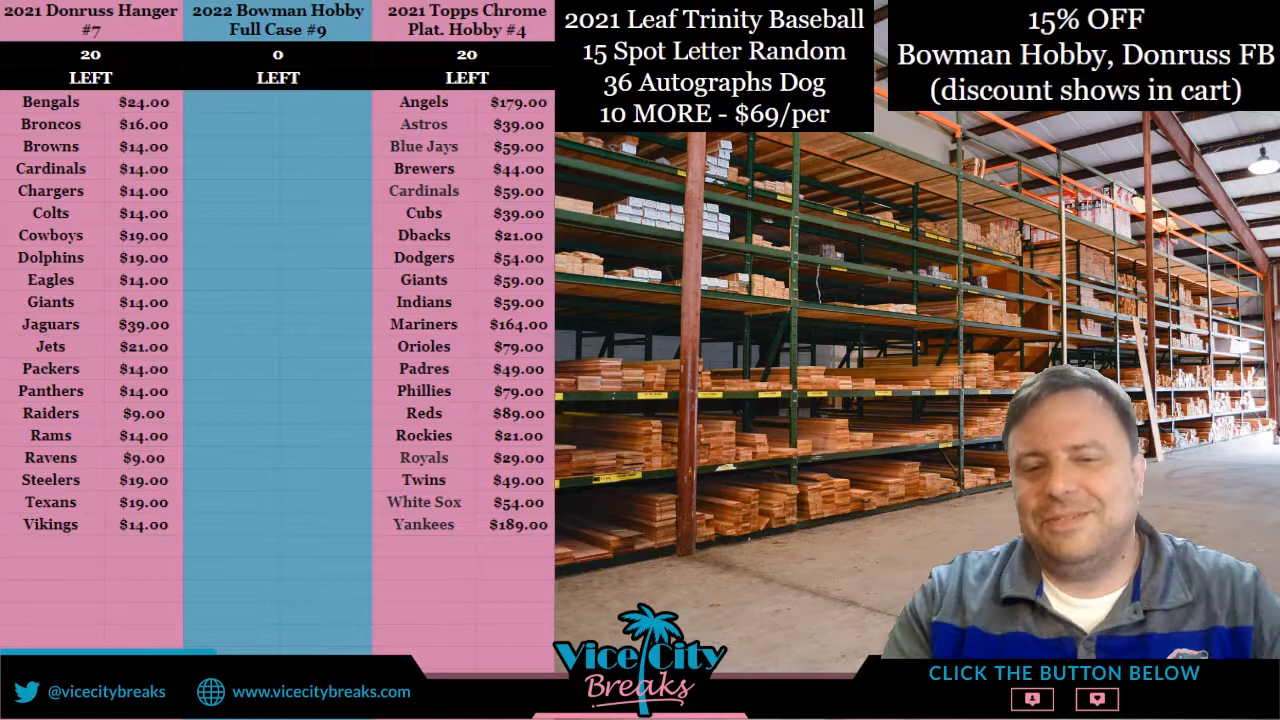 2021 Donruss Hanger
#7
20
LEFT
Bengals $24.00
Broncos $16.00
Browns $14.00
Cardinals $14.00
Chargers $14.00
Colts $14.00
Cowboys $19.00
Dolphins $19.00
Eagles $14.00
Giants $14.00
Jaguars $39.00
Jets $21.00
Packers $14.00
Panthers $14.00
Raiders $9.00
Rams $14.00
Ravens $9.00
Steelers $19.00
Texans $19.00
Vikings $14.00
2022 Bowman Hobby
Full Case #9
0
LEFT
2021 Topps Chrome
Plat. Hobby #4
20
LEFT
Angels $179.00
Astros $39.00
Blue Jays $59.00
Brewers $44.00
Cardinals $59.00
Cubs $39.00
Dbacks $21.00
Dodgers $54.00
Giants $59.00
Indians $59.00
Mariners $164.00
Orioles $79.00
Padres $49.00
Phillies $79.00
Reds $89.00
Rockies $21.00
Royals $29.00
Twins $49.00
White Sox $54.00
Yankees $189.00
2021 Leaf Trinity Baseball
15 Spot Letter Random
36 Autographs Dog
10 MORE - $69/per
15% OFF
Bowman Hobby, Donruss FB
(discount shows in cart)
@vicecitybreaks
www.vicecitybreaks.com
Vice City
Breaks
CLICK THE BUTTON BELOW